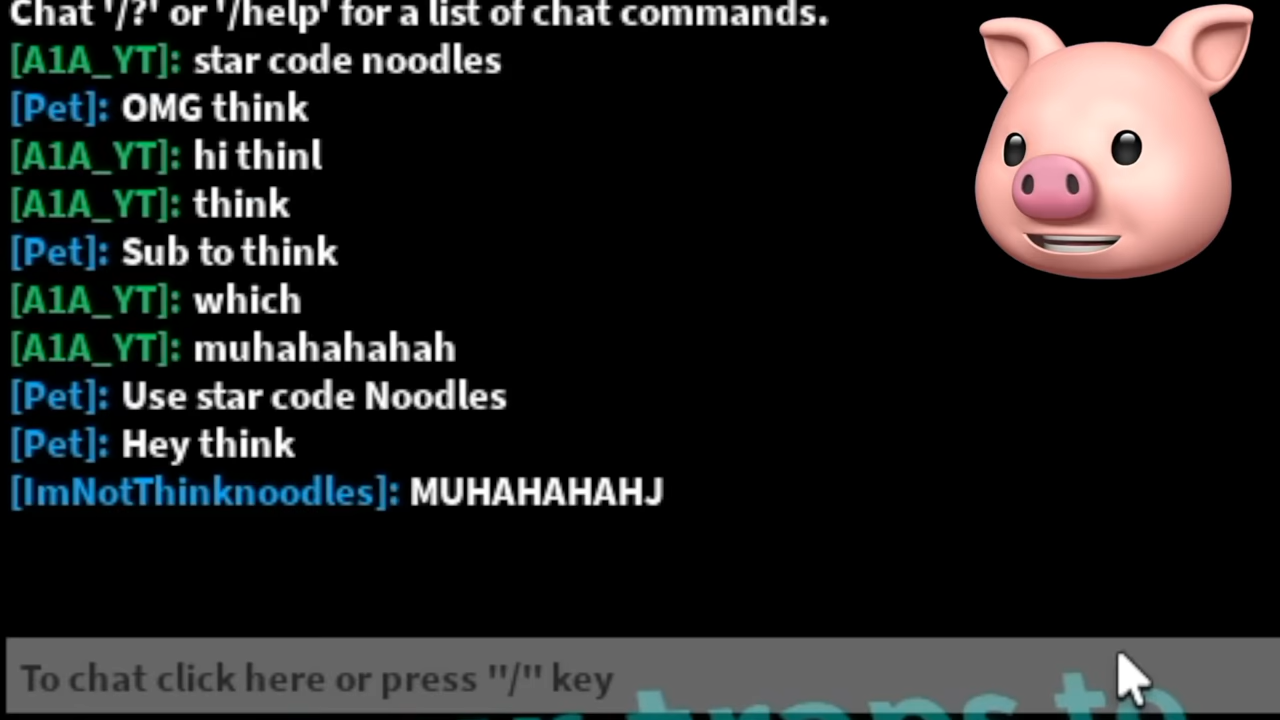 Chat '/?' or '/help' for a list of chat commands.
[A1A_YT]: star code noodles
[Pet]: OMG think
[A1A_YT]: hi thinl
[A1A_YT]: think
[Pet]: Sub to think
[A1A_YT]: which
[A1A_YT]: muhahahahah
[Pet]: Use star code Noodles
[Pet]: Hey think
[ImNotThinknoodles]: MUHAHAHAHJ
To chat click here or press "/" key
traps to